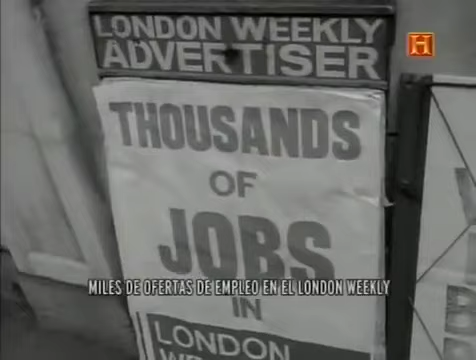 LONDON WEEKLY
ADVERTISER
H
THOUSANDS
OF
JOBS
MILES DE OFERTAS DE EMPLEO EN EL LONDON WEEKLY
IN
LONDON